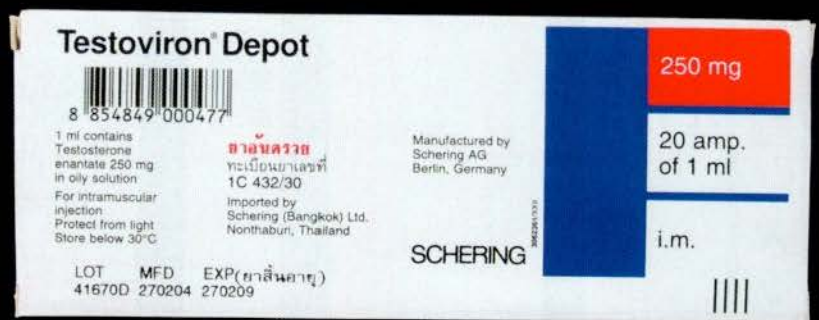 Testoviron® Depot
8 854849 000477
1 ml contains
Testosterone
enantate 250 mg
in oily solution
For intramuscular
injection
Protect from light
Store below 30°C
ยาอันตราย
ทะเบียนยาเลขที่
1C 432/30
Imported by
Schering (Bangkok) Ltd.
Nonthaburi, Thailand
LOT MFD EXP(ยาสิ้นอายุ)
41670D 270204 270209
Manufactured by
Schering AG
Berlin, Germany
SCHERING
250 mg
20 amp.
of 1 ml
i.m.